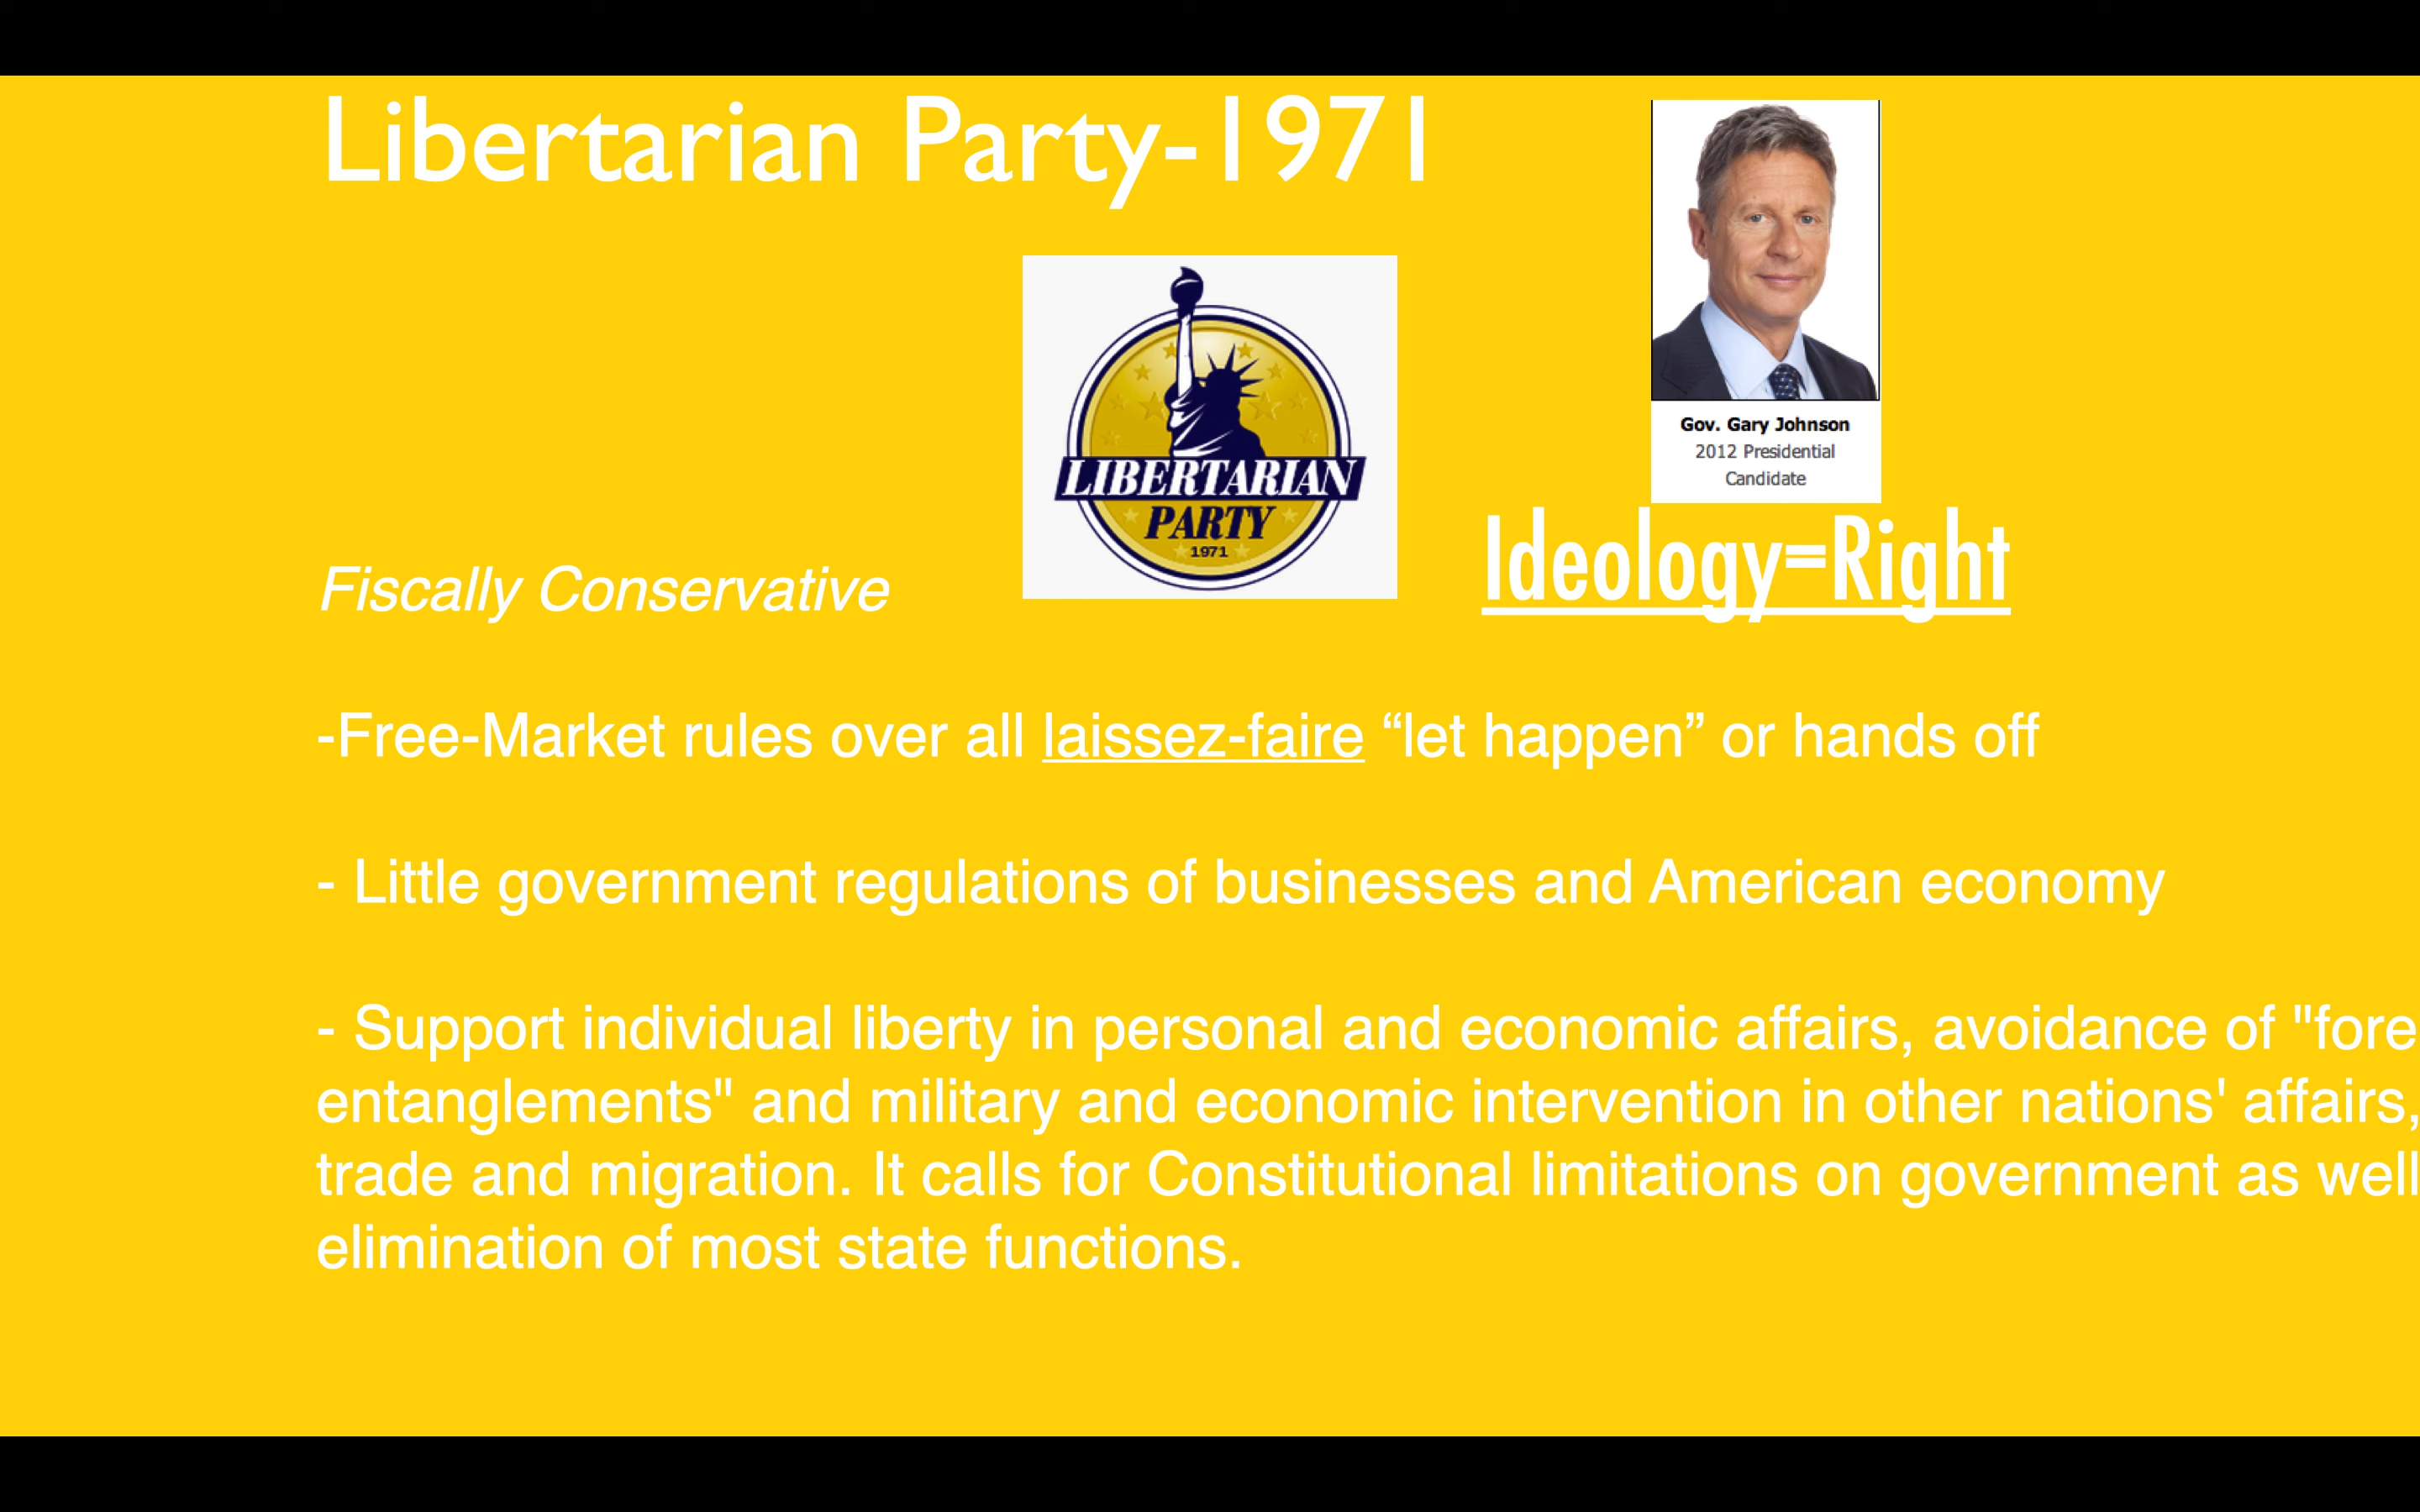 Libertarian Party-1971
LIBERTARIAN
PARTY
1971
Gov. Gary Johnson
2012 Presidential
Candidate
Ideology=Right
Fiscally Conservative
-Free-Market rules over all laissez-faire “let happen” or hands off
- Little government regulations of businesses and American economy
- Support individual liberty in personal and economic affairs, avoidance of "fore
entanglements" and military and economic intervention in other nations' affairs,
trade and migration. It calls for Constitutional limitations on government as well
elimination of most state functions.